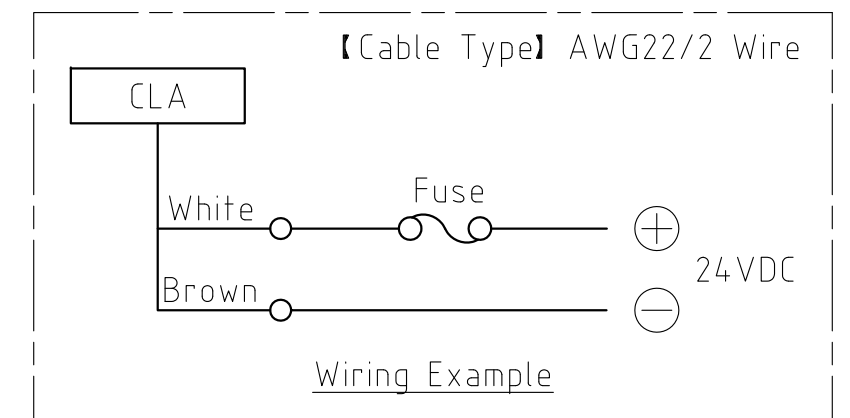 【Cable Type】 AWG22/2 Wire
CLA
Fuse
White
24VDC
Brown
Wiring Example